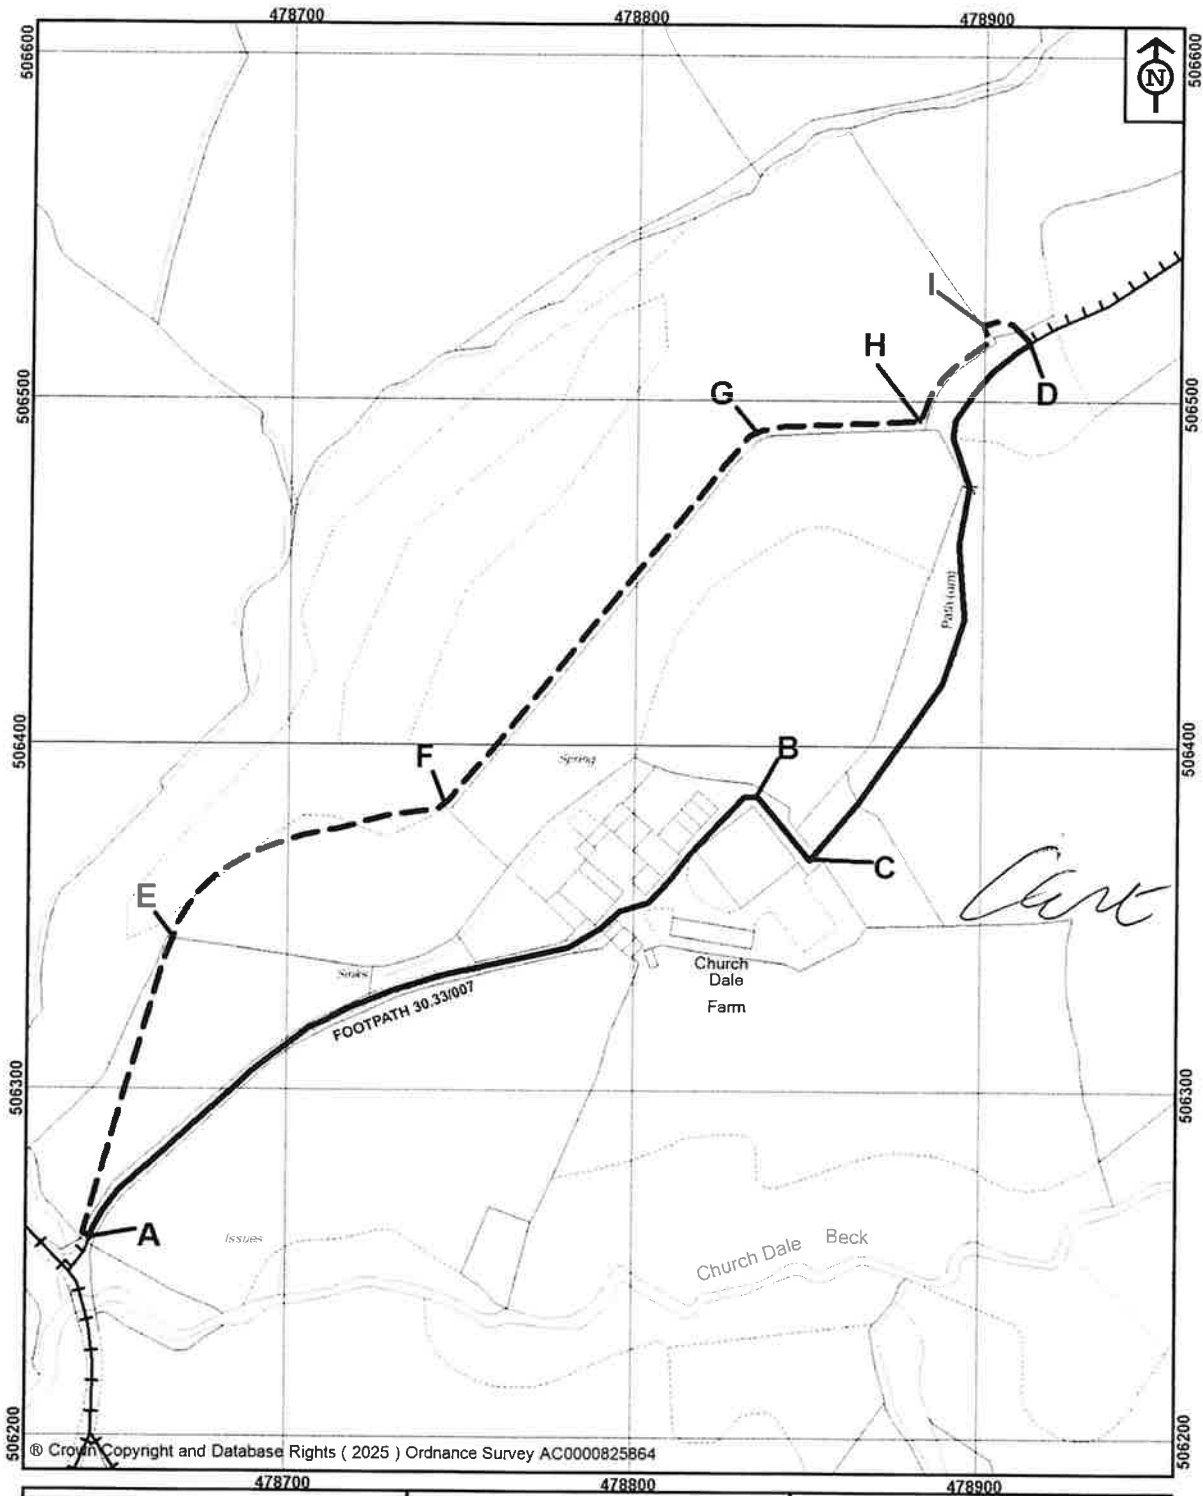 478700
478800
478900
506600
506600
N
I
H
G
D
506500
506500
Path (um)
B
F
506400
506400
Spring
C
E
Church
Dale
Farm
Sinks
FOOTPATH 30.33/007
506300
506300
A
Issues
Church Dale Beck
506200
506200
® Crown Copyright and Database Rights ( 2025 ) Ordnance Survey AC0000825864
478700
478800
478900